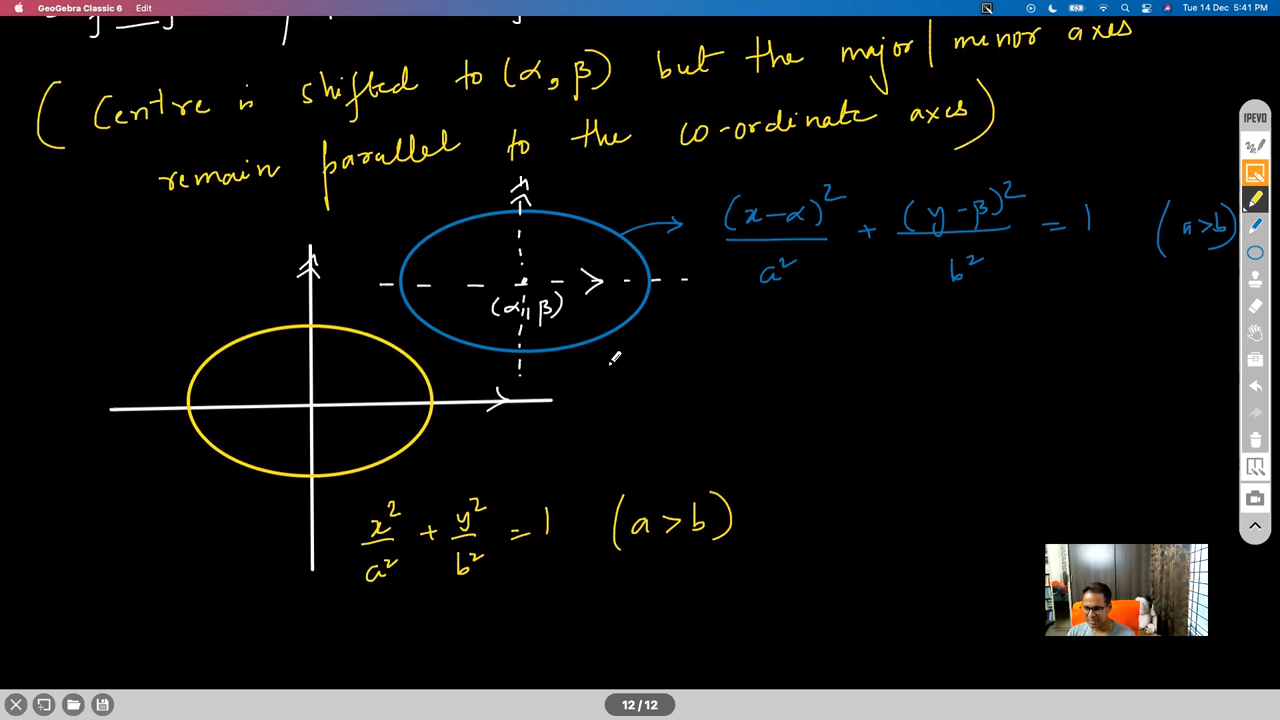 GeoGebra Classic 6 Edit Tue 14 Dec 5:41 PM
(Centre is shifted to (α, β) but the major/minor axes
remain parallel to the co-ordinate axes)
IPEVO
(x-α)²/a² + (y-β)²/b² = 1 (a>b)
(α, β)
x²/a² + y²/b² = 1 (a>b)
12/12